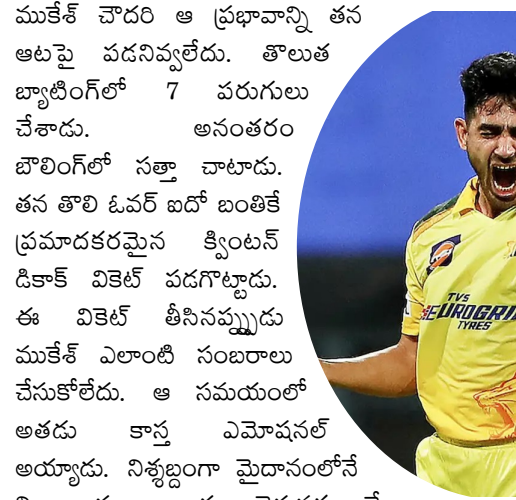 ముకేశ్ చౌదరి ఆ ప్రభావాన్ని తన
ఆటపై పడనివ్వలేదు. తొలుత
బ్యాటింగ్‌లో 7 పరుగులు
చేశాడు. అనంతరం
బౌలింగ్‌లో సత్తా చాటాడు.
తన తొలి ఓవర్ ఐదో బంతికే
ప్రమాదకరమైన క్వింటన్
డికాక్ వికెట్ పడగొట్టాడు.
ఈ వికెట్ తీసినప్పుడు
ముకేశ్ ఎలాంటి సంబరాలు
చేసుకోలేదు. ఆ సమయంలో
అతడు కాస్త ఎమోషనల్
అయ్యాడు. నిశ్శబ్దంగా మైదానంలోనే
TVS
EUROGRI
TYRES